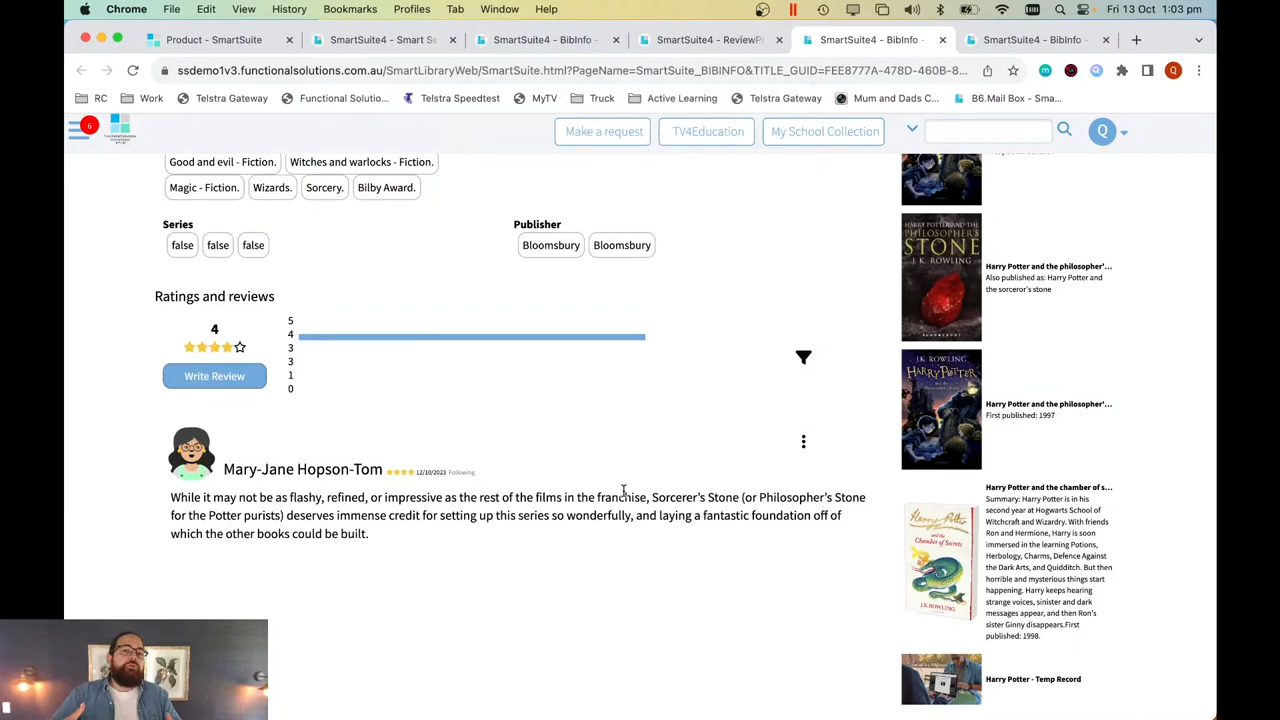 Chrome File Edit View History Bookmarks Profiles Tab Window Help Fri 13 Oct 1:03 pm
Product - SmartSuite SmartSuite4 - Smart Se SmartSuite4 - BibInfo - SmartSuite4 - ReviewPr SmartSuite4 - BibInfo - SmartSuite4 - BibInfo -
ssdemo1v3.functionalsolutions.com.au/SmartLibraryWeb/SmartSuite.html?PageName=SmartSuite_BIBINFO&TITLE_GUID=FEE8777A-478D-460B-8... Q
RC Work Telstra Gateway Functional Solutio... Telstra Speedtest MyTV Truck Active Learning Telstra Gateway Mum and Dads C... B6.Mail Box - Sma...
6 Make a request TV4Education My School Collection Q
Good and evil - Fiction. Witches and warlocks - Fiction.
Magic - Fiction. Wizards. Sorcery. Bilby Award.
Series Publisher
false false false Bloomsbury Bloomsbury
Ratings and reviews
4
Write Review
5
4
3
3
1
0
Mary-Jane Hopson-Tom 12/10/2023 Following
While it may not be as flashy, refined, or impressive as the rest of the films in the franchise, Sorcerer's Stone (or Philosopher's Stone
for the Potter purists) deserves immense credit for setting up this series so wonderfully, and laying a fantastic foundation off of
which the other books could be built.
HARRY POTTER AND THE
PHILOSOPHER'S
STONE
J. K. ROWLING
BLOOMSBURY
Harry Potter and the philosopher'...
Also published as: Harry Potter and
the sorcerer's stone
J.K. ROWLING
HARRY POTTER
Harry Potter and the philosopher'...
First published: 1997
Harry Potter
and the
Chamber of Secrets
J.K.ROWLING
Harry Potter and the chamber of s...
Summary: Harry Potter is in his
second year at Hogwarts School of
Witchcraft and Wizardry. With friends
Ron and Hermione, Harry is soon
immersed in the learning Potions,
Herbology, Charms, Defence Against
the Dark Arts, and Quidditch. But then
horrible and mysterious things start
happening. Harry keeps hearing
strange voices, sinister and dark
messages appear, and then Ron's
sister Ginny disappears.First
published: 1998.
Harry Potter - Temp Record